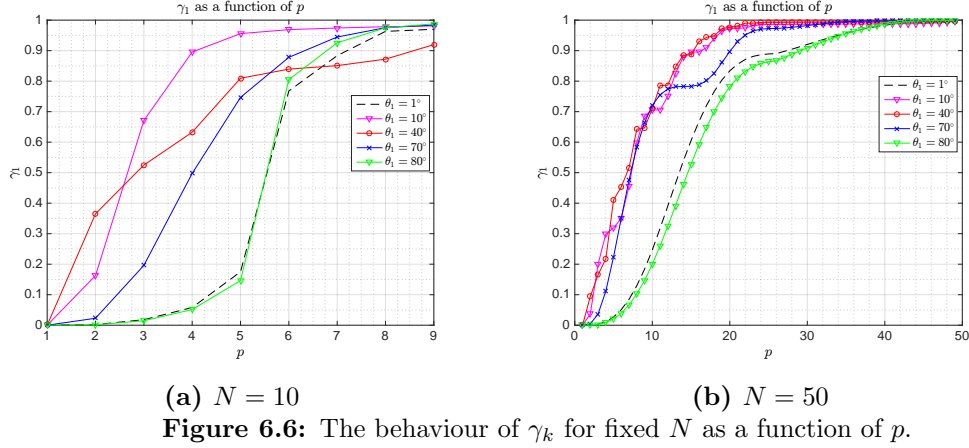 γ₁ as a function of p
γ₁
1
0.9
0.8
0.7
0.6
0.5
0.4
0.3
0.2
0.1
0
1 2 3 4 5 6 7 8 9
p
θ₁ = 1°
θ₁ = 10°
θ₁ = 40°
θ₁ = 70°
θ₁ = 80°
γ₁ as a function of p
γ₁
1
0.9
0.8
0.7
0.6
0.5
0.4
0.3
0.2
0.1
0
0 10 20 30 40 50
p
θ₁ = 1°
θ₁ = 10°
θ₁ = 40°
θ₁ = 70°
θ₁ = 80°
(a) N = 10
(b) N = 50
Figure 6.6: The behaviour of γₖ for fixed N as a function of p.